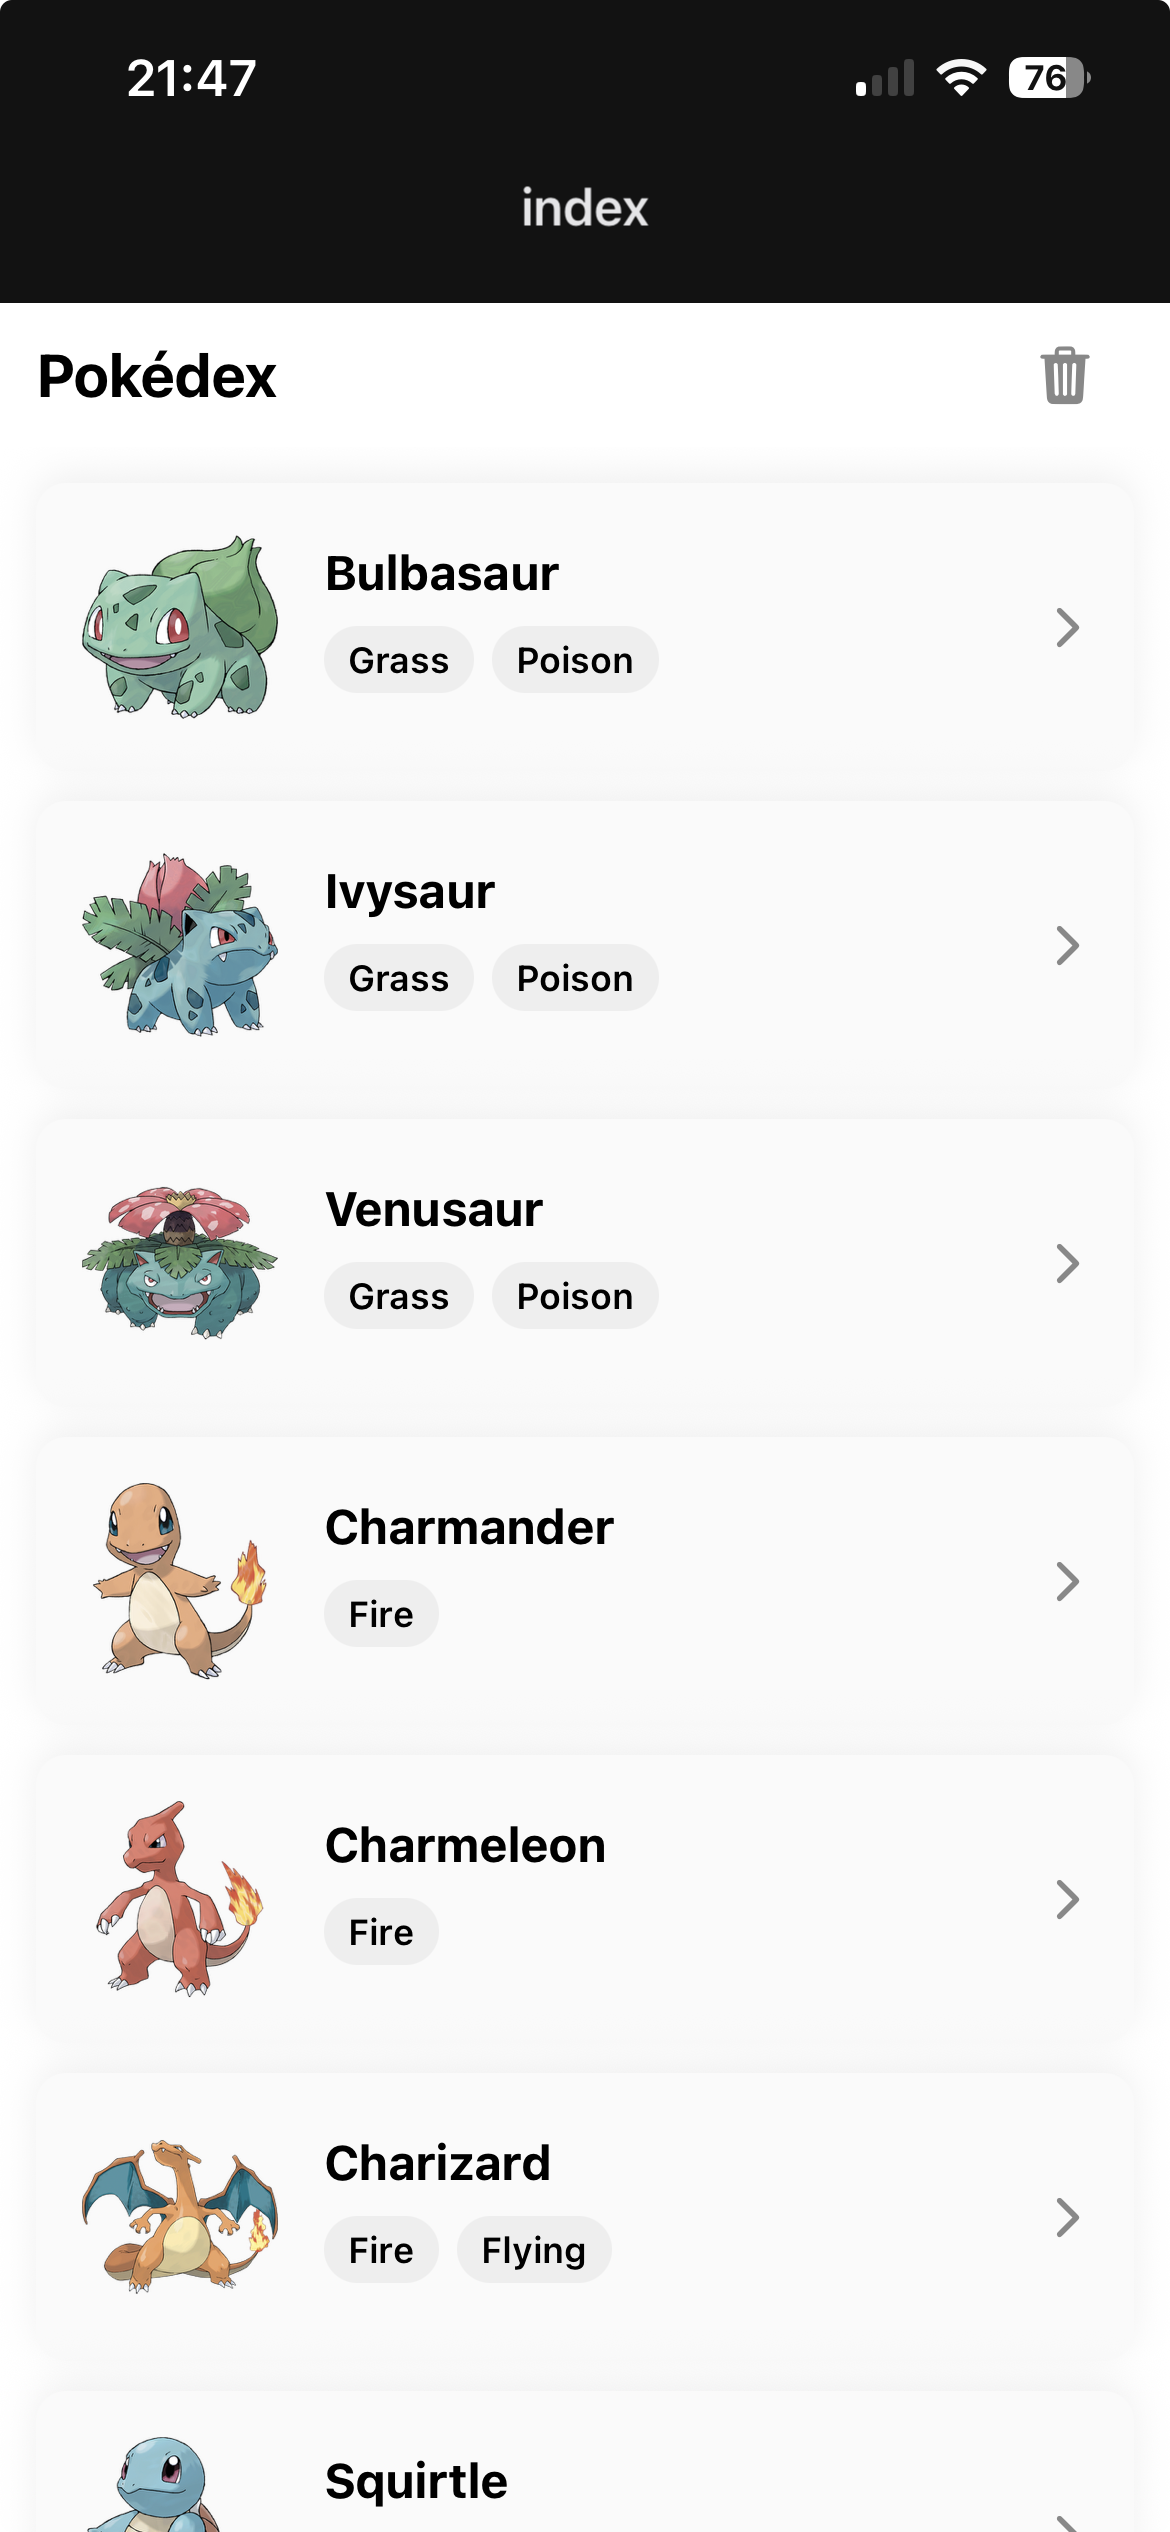 21:47
76
index
Pokédex
Bulbasaur
Grass Poison
Ivysaur
Grass Poison
Venusaur
Grass Poison
Charmander
Fire
Charmeleon
Fire
Charizard
Fire Flying
Squirtle